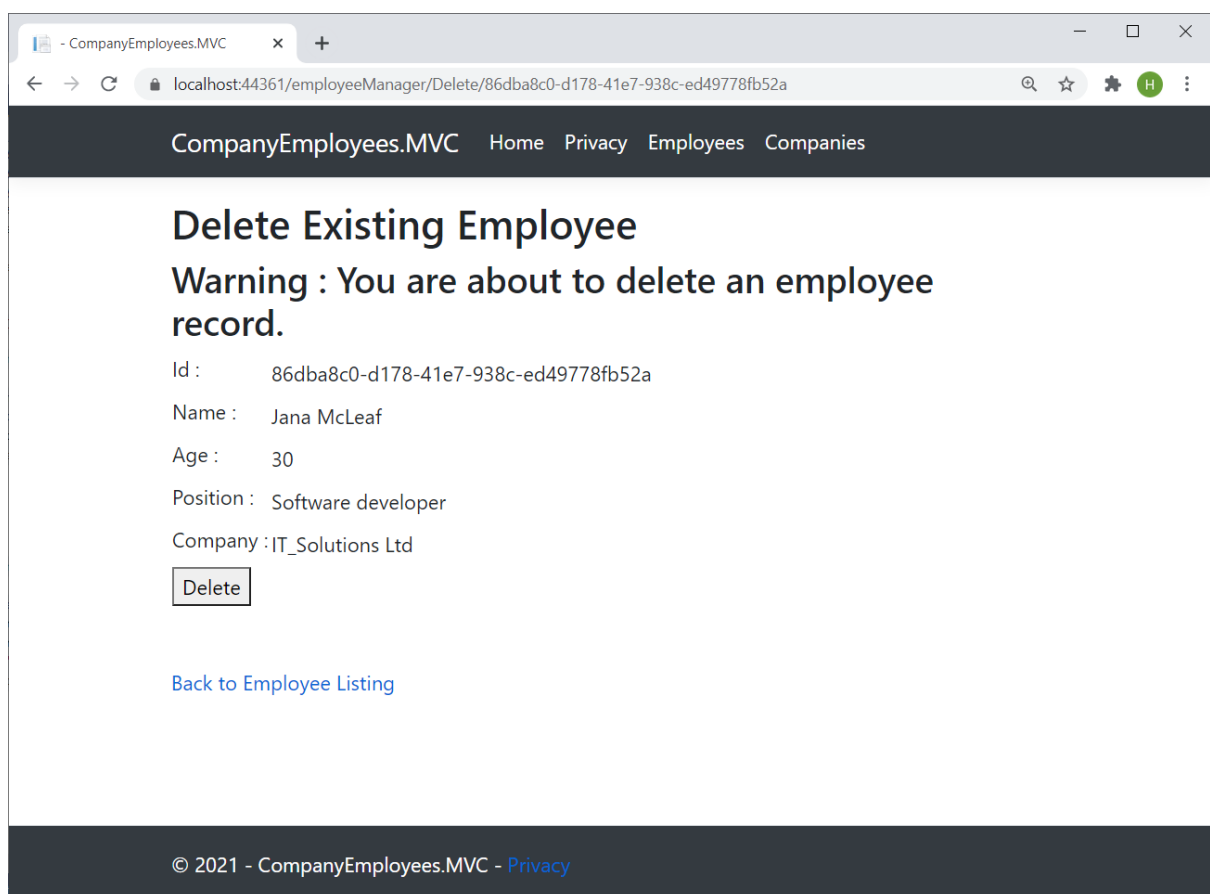 - CompanyEmployees.MVC
localhost:44361/employeeManager/Delete/86dba8c0-d178-41e7-938c-ed49778fb52a
H
CompanyEmployees.MVC Home Privacy Employees Companies
Delete Existing Employee
Warning : You are about to delete an employee
record.
Id : 86dba8c0-d178-41e7-938c-ed49778fb52a
Name : Jana McLeaf
Age : 30
Position : Software developer
Company : IT_Solutions Ltd
Delete
Back to Employee Listing
© 2021 - CompanyEmployees.MVC - Privacy